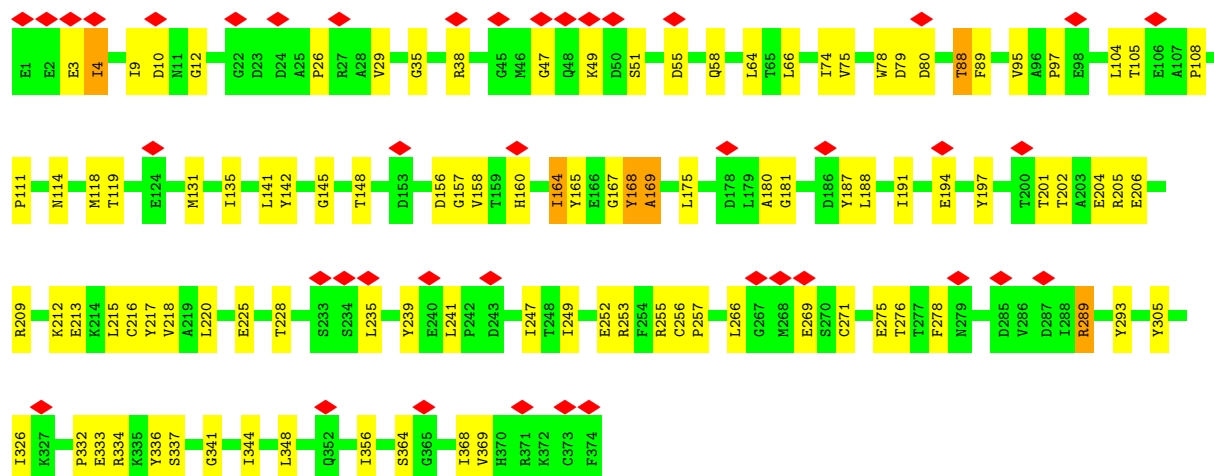 E1 E2 E3 I4 I9 D10 N11 G12 G22 D23 D24 A25 P26 R27 A28 V29 G35 R38 G45 M46 G47 Q48 K49 D50 S51 D55 Q58 L64 T65 L66 I74 V75 W78 D79 D80 T88 F89 V95 A96 P97 E98 L104 T105 E106 A107 P108
P111 N114 M118 T119 E124 M131 I135 L141 Y142 G145 T148 D153 D156 G157 V158 T159 H160 I164 Y165 E166 G167 Y168 A169 L175 D178 L179 A180 G181 D186 Y187 L188 I191 E194 Y197 T200 T201 T202 A203 E204 R205 E206
R209 K212 E213 K214 L215 C216 Y217 V218 A219 L220 E225 T228 S233 S234 L235 Y239 E240 L241 P242 D243 I247 T248 I249 E252 R253 F254 R255 C256 P257 L266 G267 M268 E269 S270 C271 E275 T276 T277 F278 N279 D285 V286 D287 I288 R289 Y293 Y305
I326 K327 P332 E333 R334 K335 Y336 S337 G341 I344 L348 Q352 I356 S364 G365 I368 V369 H370 R371 K372 C373 F374